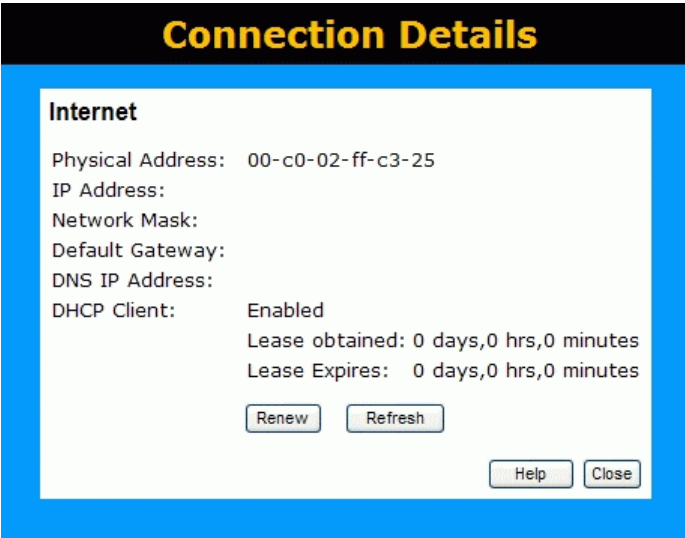 Connection Details
Internet
Physical Address: 00-c0-02-ff-c3-25
IP Address:
Network Mask:
Default Gateway:
DNS IP Address:
DHCP Client: Enabled
Lease obtained: 0 days,0 hrs,0 minutes
Lease Expires: 0 days,0 hrs,0 minutes
Renew Refresh
Help Close